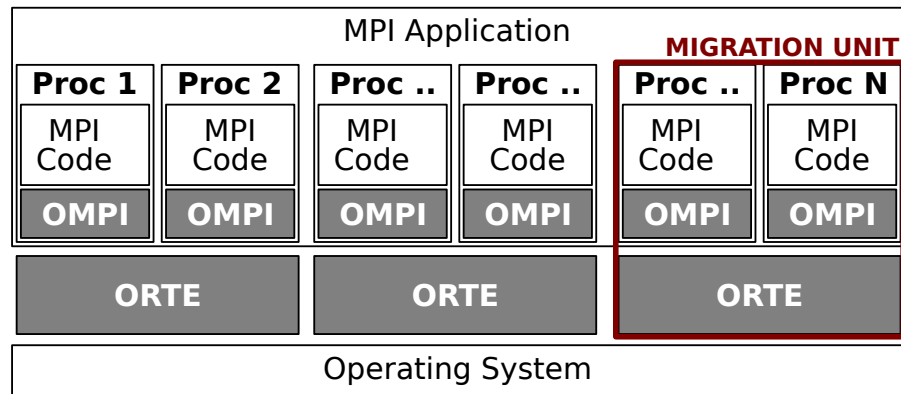 MPI Application
MIGRATION UNIT
Proc 1 Proc 2 Proc .. Proc .. Proc .. Proc N
MPI MPI MPI MPI MPI MPI
Code Code Code Code Code Code
OMPI OMPI OMPI OMPI OMPI OMPI
ORTE ORTE ORTE
Operating System